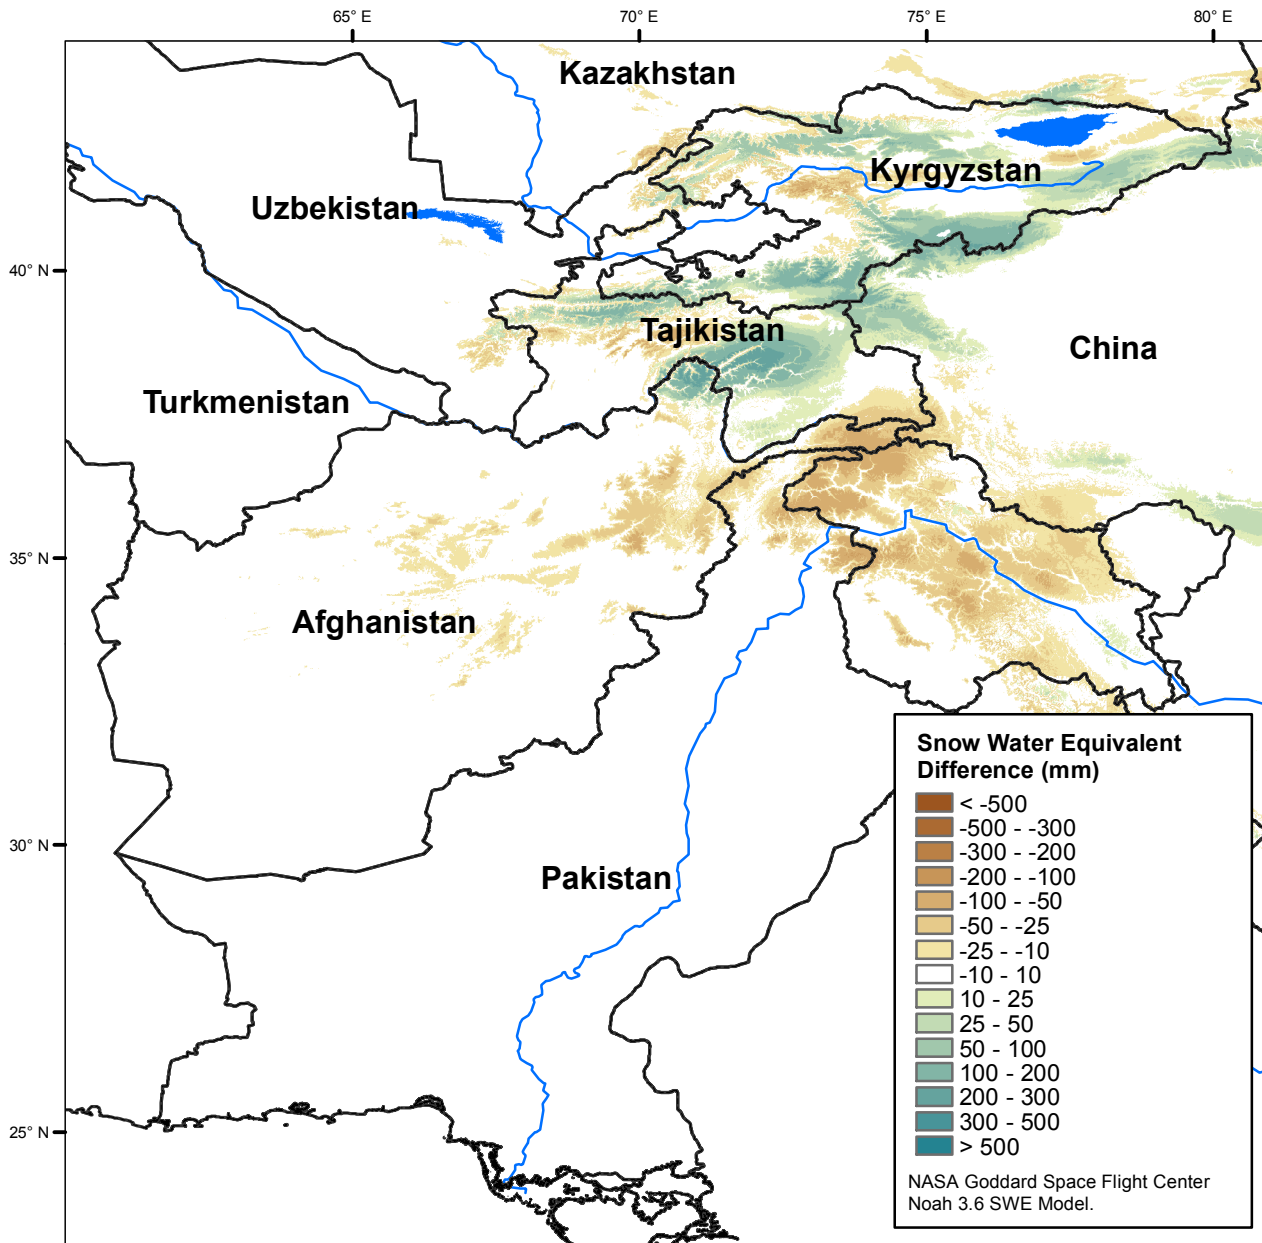 65° E
70° E
75° E
80° E
Kazakhstan
Kyrgyzstan
Uzbekistan
40° N
Tajikistan
China
Turkmenistan
35° N
Afghanistan
Snow Water Equivalent
Difference (mm)
< -500
-500 - -300
-300 - -200
-200 - -100
-100 - -50
-50 - -25
-25 - -10
-10 - 10
10 - 25
25 - 50
50 - 100
100 - 200
200 - 300
300 - 500
> 500
NASA Goddard Space Flight Center
Noah 3.6 SWE Model.
30° N
Pakistan
25° N